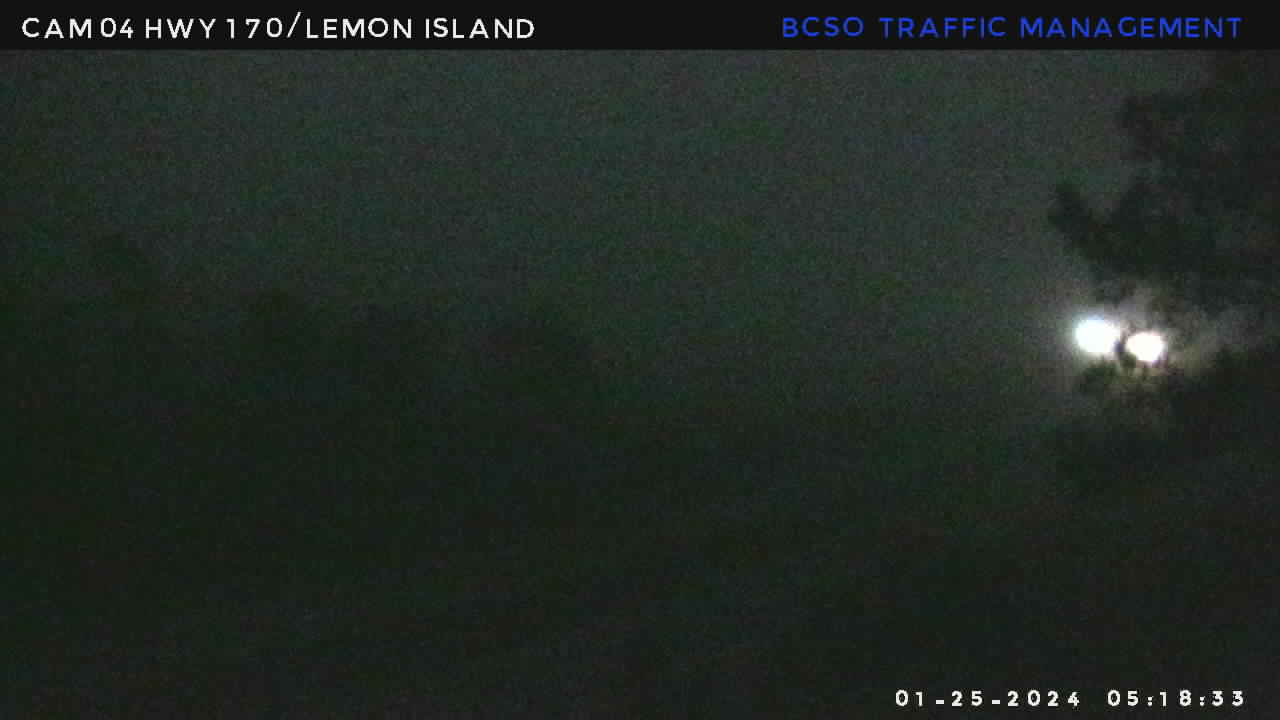 CAM04 HWY 170/LEMON ISLAND
BCSO TRAFFIC MANAGEMENT
01-25-2024 05:18:33